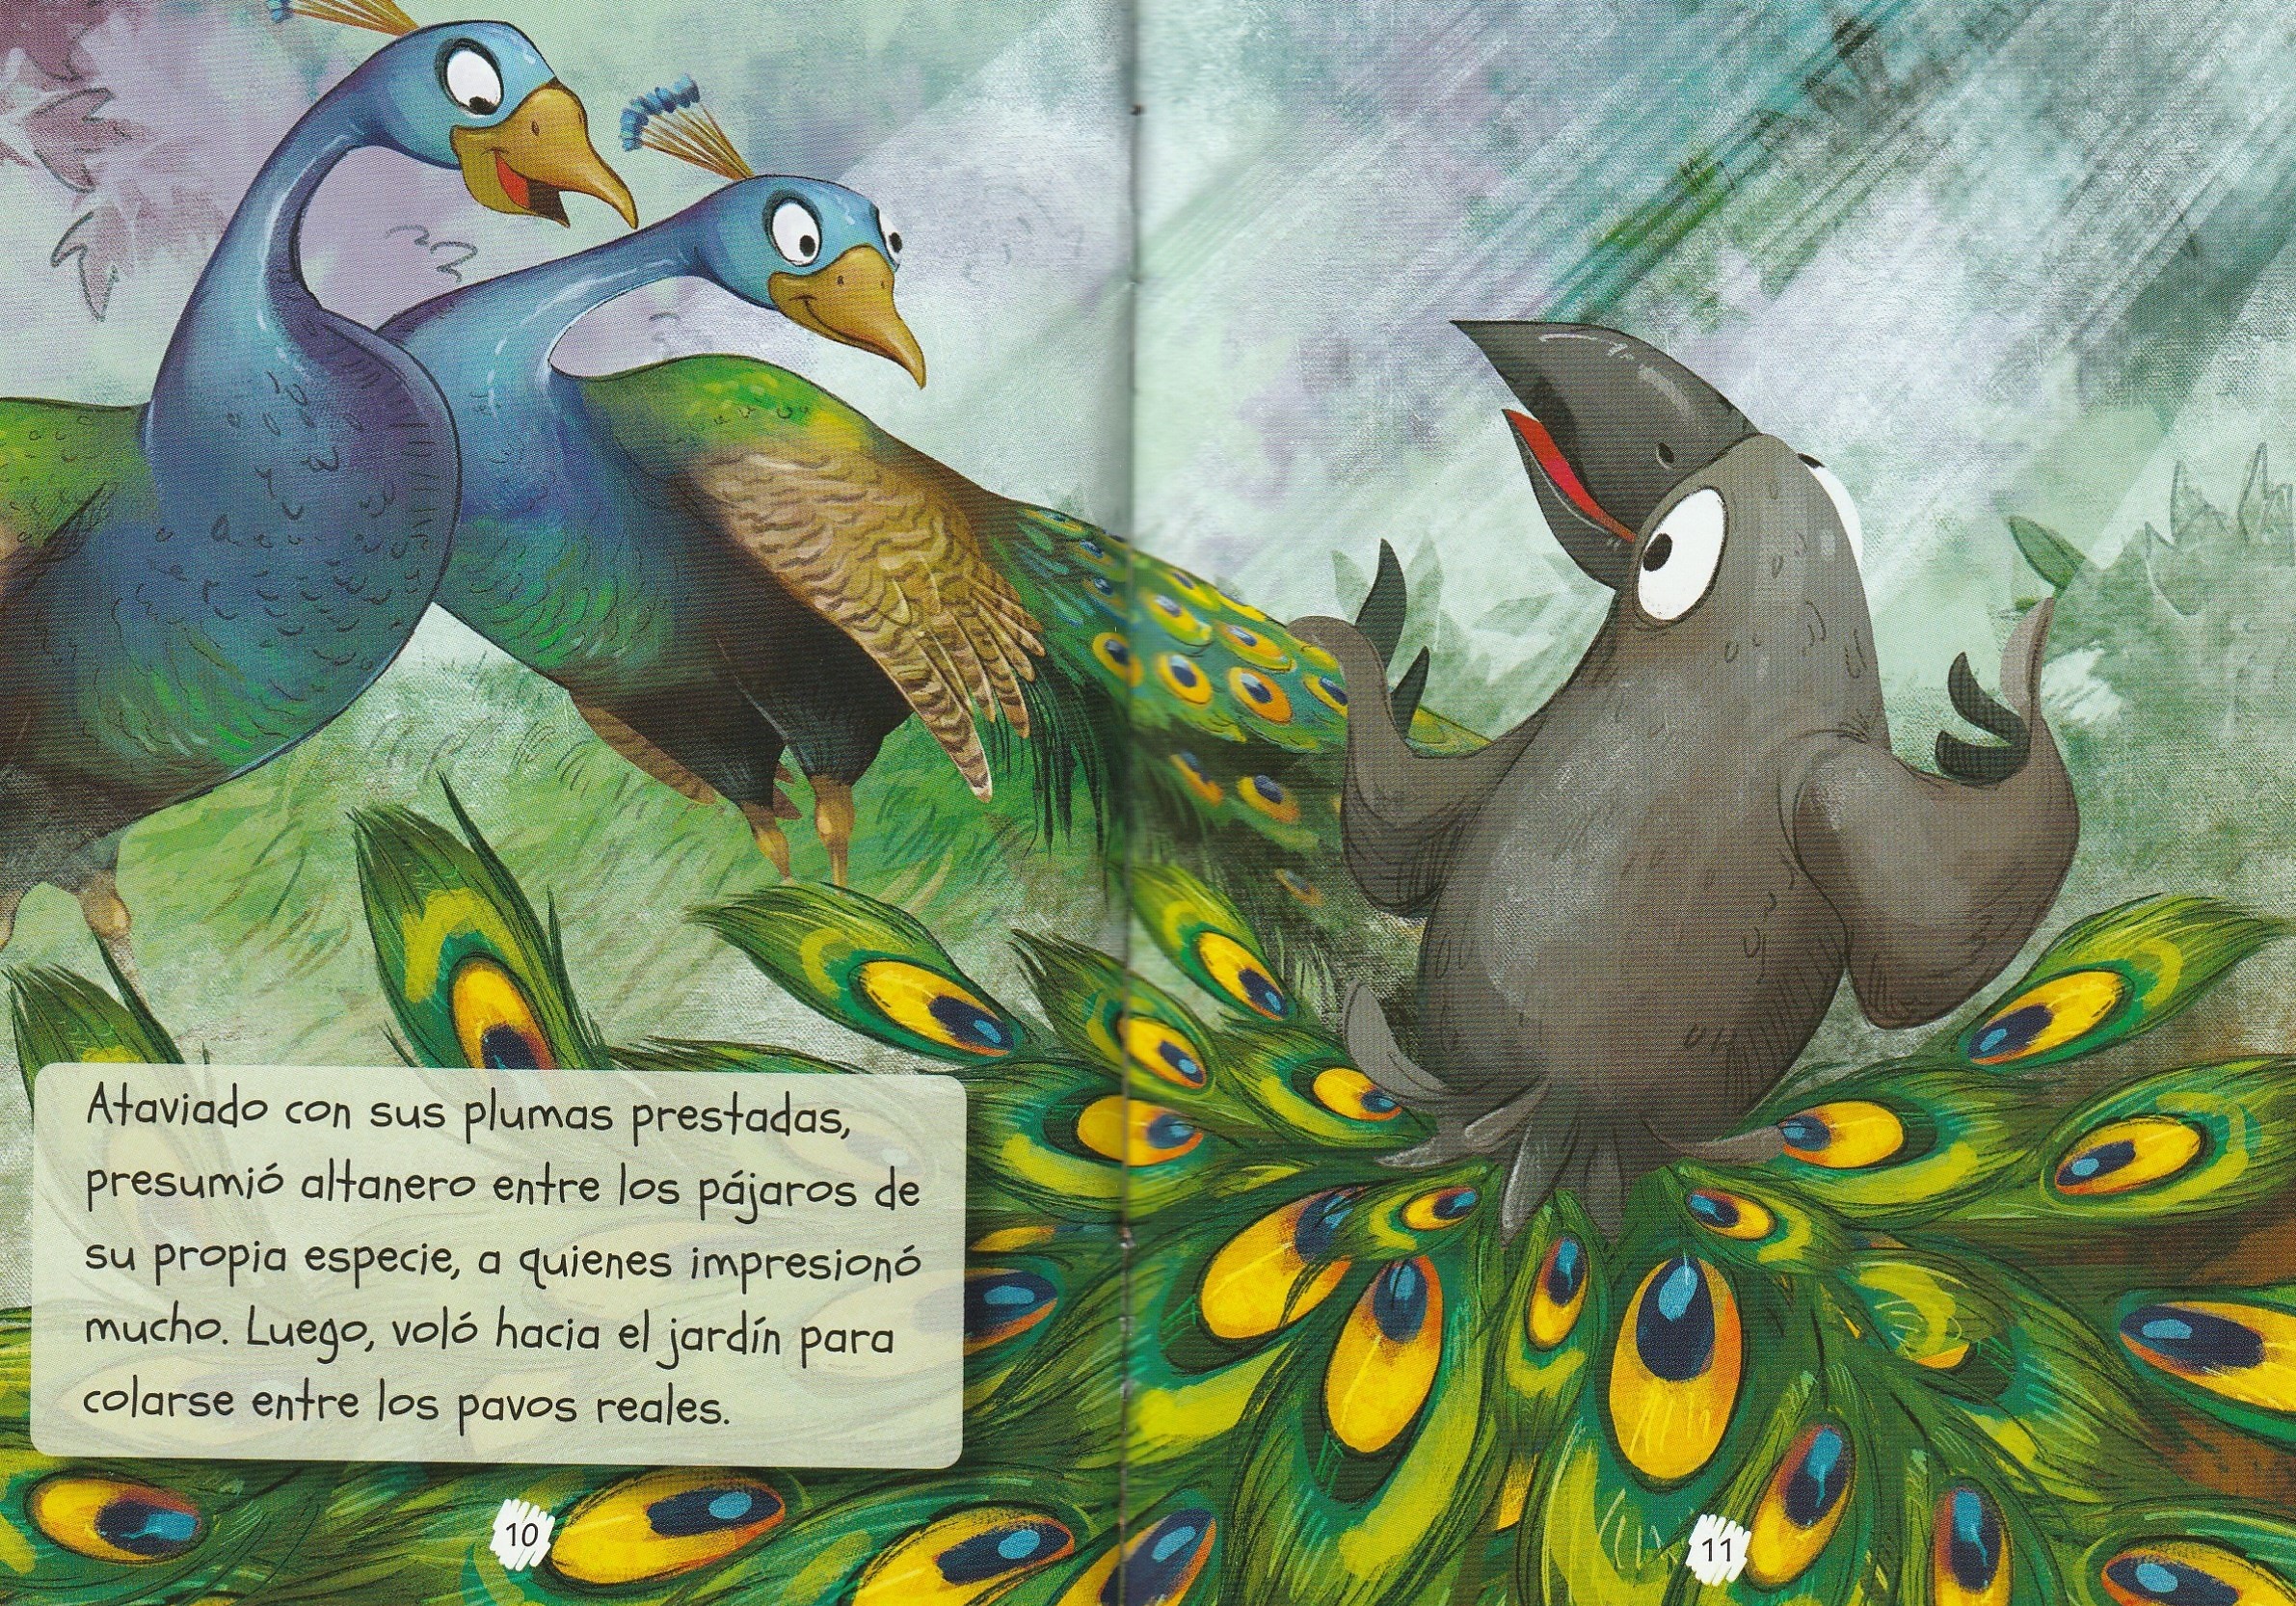 Ataviado con sus plumas prestadas,
presumió altanero entre los pájaros de
su propia especie, a quienes impresionó
mucho. Luego, voló hacia el jardín para
colarse entre los pavos reales.
10
11